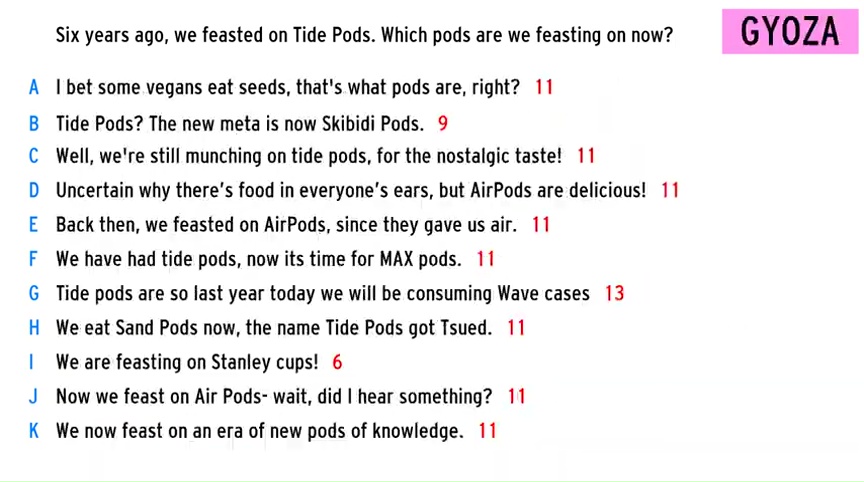 Six years ago, we feasted on Tide Pods. Which pods are we feasting on now?
GYOZA
A I bet some vegans eat seeds, that's what pods are, right? 11
B Tide Pods? The new meta is now Skibidi Pods. 9
C Well, we're still munching on tide pods, for the nostalgic taste! 11
D Uncertain why there's food in everyone's ears, but AirPods are delicious! 11
E Back then, we feasted on AirPods, since they gave us air. 11
F We have had tide pods, now its time for MAX pods. 11
G Tide pods are so last year today we will be consuming Wave cases 13
H We eat Sand Pods now, the name Tide Pods got Tsued. 11
I We are feasting on Stanley cups! 6
J Now we feast on Air Pods- wait, did I hear something? 11
K We now feast on an era of new pods of knowledge. 11